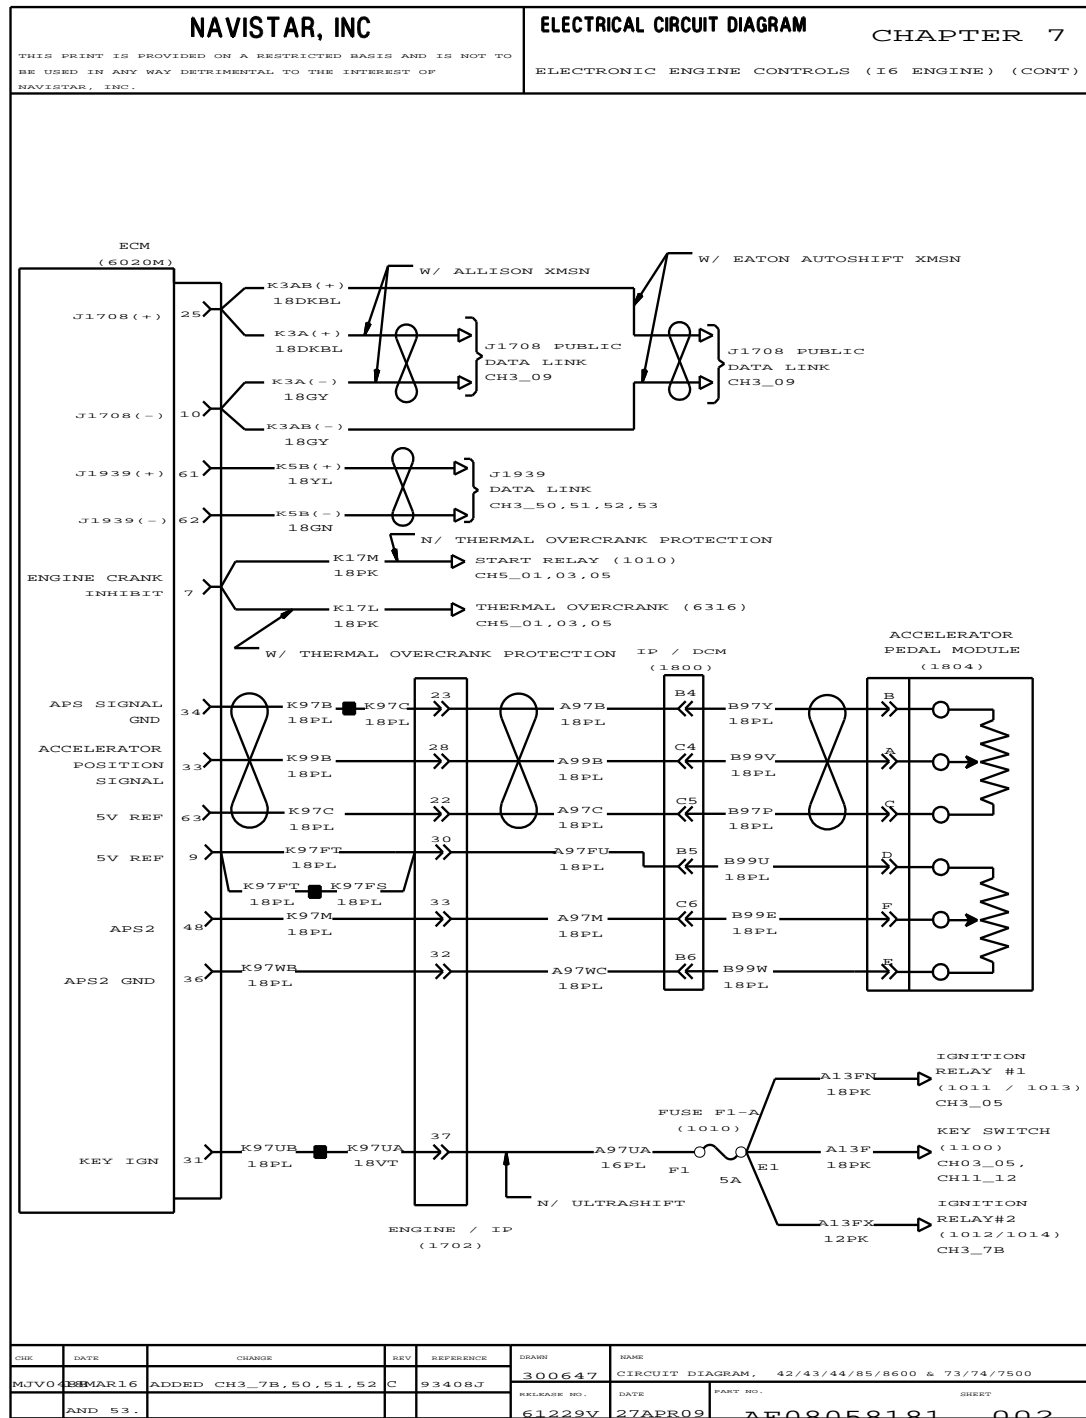 NAVISTAR, INC
THIS PRINT IS PROVIDED ON A RESTRICTED BASIS AND IS NOT TO
BE USED IN ANY WAY DETRIMENTAL TO THE INTEREST OF
NAVISTAR, INC.
ELECTRICAL CIRCUIT DIAGRAM
CHAPTER 7
ELECTRONIC ENGINE CONTROLS (I6 ENGINE) (CONT)
ECM
(6020M)
W/ ALLISON XMSN
W/ EATON AUTOSHIFT XMSN
K3AB(+)
18DKBL
J1708(+)
25
K3A(+)
18DKBL
J1708 PUBLIC
DATA LINK
CH3_09
J1708 PUBLIC
DATA LINK
CH3_09
K3A(-)
18GY
J1708(-)
10
K3AB(-)
18GY
J1939(+)
61
K5B(+)
18YL
J1939
DATA LINK
CH3_50,51,52,53
J1939(-)
62
K5B(-)
18GN
N/ THERMAL OVERCRANK PROTECTION
K17M
18PK
START RELAY (1010)
CH5_01,03,05
ENGINE CRANK
INHIBIT
7
K17L
18PK
THERMAL OVERCRANK (6316)
CH5_01,03,05
W/ THERMAL OVERCRANK PROTECTION
IP / DCM
(1800)
ACCELERATOR
PEDAL MODULE
(1804)
APS SIGNAL
GND
34
K97B
18PL
K97C
18PL
23
A97B
18PL
B4
B97Y
18PL
B
ACCELERATOR
POSITION
SIGNAL
33
K99B
18PL
28
A99B
18PL
C4
B99V
18PL
A
5V REF
63
K97C
18PL
22
A97C
18PL
C5
B97P
18PL
C
5V REF
9
K97FT
18PL
30
A97FU
18PL
B5
B99U
18PL
D
K97FT
18PL
K97FS
18PL
APS2
48
K97M
18PL
33
A97M
18PL
C6
B99E
18PL
F
APS2 GND
36
K97WB
18PL
32
A97WC
18PL
B6
B99W
18PL
E
IGNITION
RELAY #1
(1011 / 1013)
CH3_05
A13FN
18PK
FUSE F1-A
(1010)
KEY IGN
31
K97UB
18PL
K97UA
18VT
37
A97UA
16PL
F1
5A
E1
A13F
18PK
KEY SWITCH
(1100)
CH03_05,
CH11_12
N/ ULTRASHIFT
A13FX
12PK
IGNITION
RELAY#2
(1012/1014)
CH3_7B
ENGINE / IP
(1702)
CHK
DATE
CHANGE
REV
REFERENCE
DRAWN
300647
NAME
CIRCUIT DIAGRAM, 42/43/44/85/8600 & 73/74/7500
MAR16
ADDED CH3_7B,50,51,52
C
93408J
AND 53.
RELEASE NO.
61229V
DATE
27APR09
PART NO.
AF08058181
SHEET
002